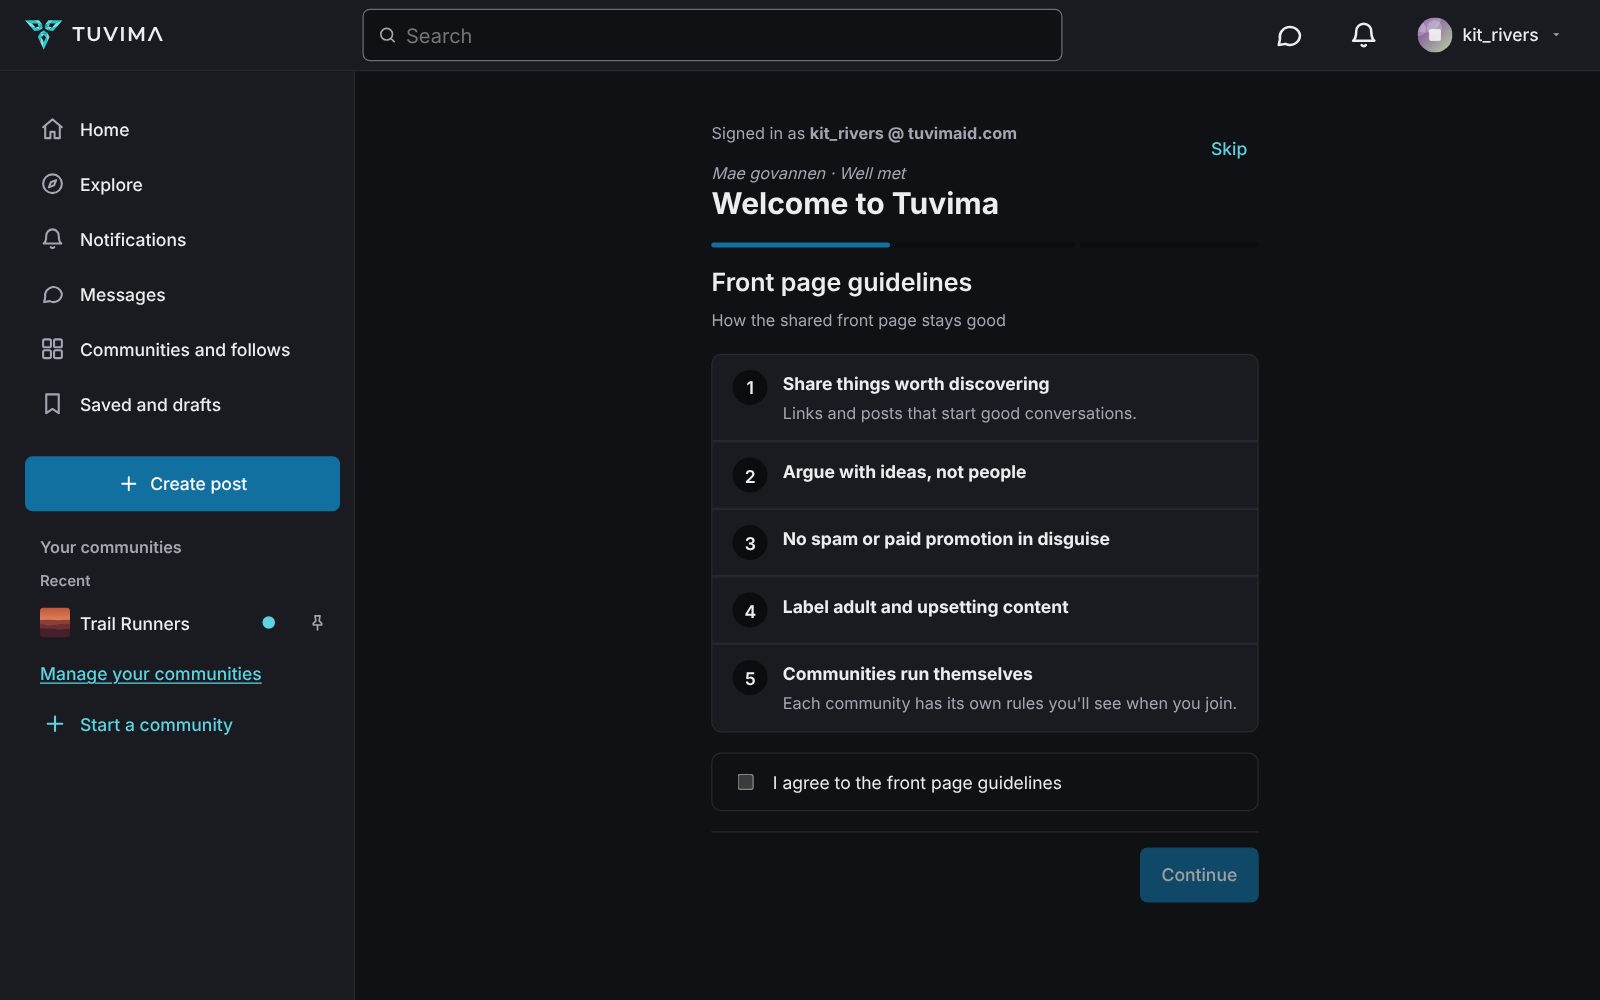 TUVIMA
Search
kit_rivers
Home
Explore
Notifications
Messages
Communities and follows
Saved and drafts
Create post
Your communities
Recent
Trail Runners
Manage your communities
Start a community
Signed in as kit_rivers @ tuvimaid.com
Skip
Mae govannen · Well met
Welcome to Tuvima
Front page guidelines
How the shared front page stays good
1
Share things worth discovering
Links and posts that start good conversations.
2
Argue with ideas, not people
3
No spam or paid promotion in disguise
4
Label adult and upsetting content
5
Communities run themselves
Each community has its own rules you'll see when you join.
I agree to the front page guidelines
Continue